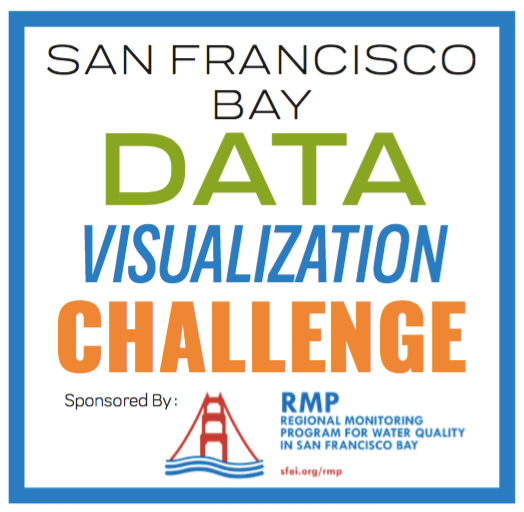 SAN FRANCISCO
BAY
DATA
VISUALIZATION
CHALLENGE
Sponsored By:
RMP
REGIONAL MONITORING
PROGRAM FOR WATER QUALITY
IN SAN FRANCISCO BAY
sfei.org/rmp